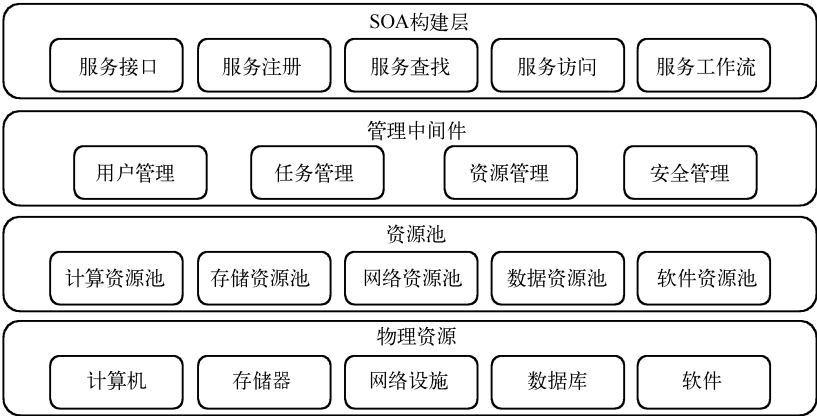 SOA构建层
服务接口 服务注册 服务查找 服务访问 服务工作流
管理中间件
用户管理 任务管理 资源管理 安全管理
资源池
计算资源池 存储资源池 网络资源池 数据资源池 软件资源池
物理资源
计算机 存储器 网络设施 数据库 软件